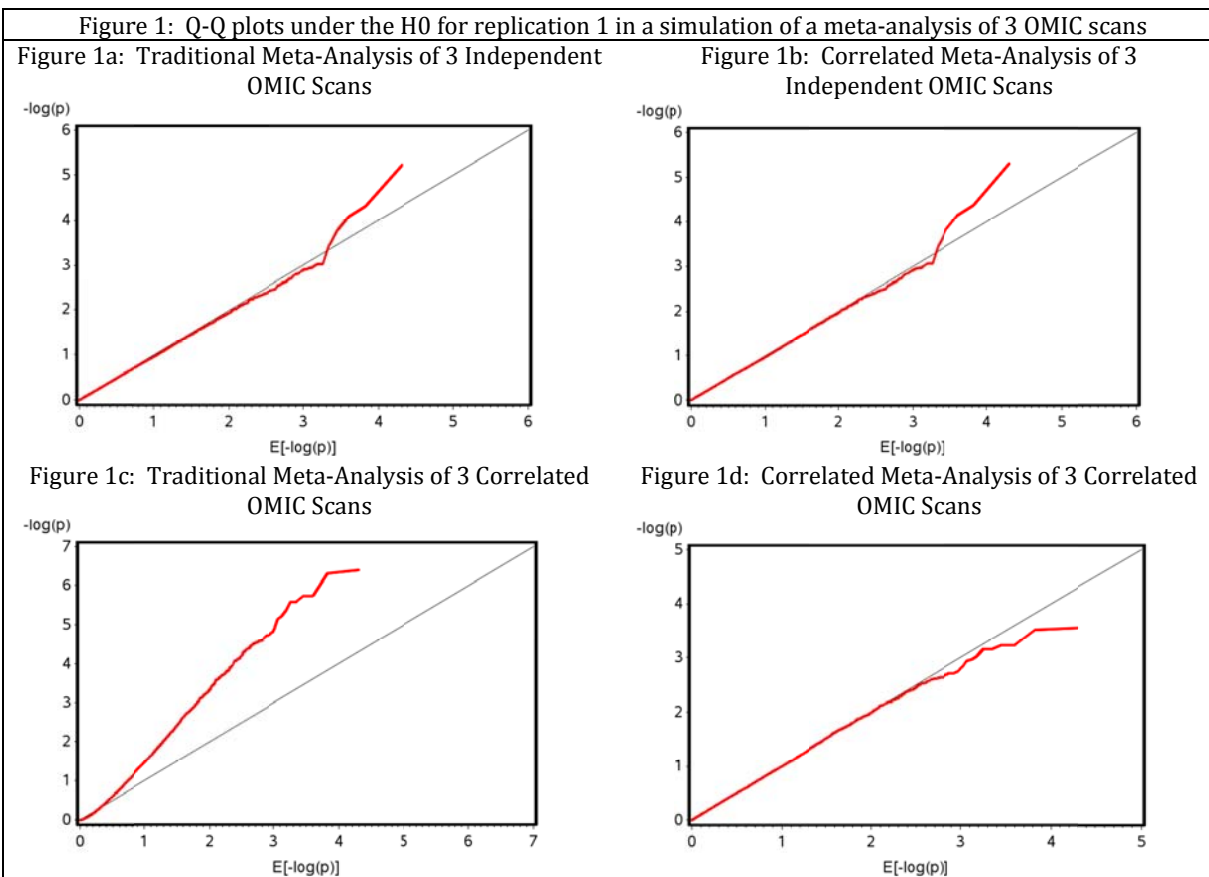 Figure 1: Q-Q plots under the H0 for replication 1 in a simulation of a meta-analysis of 3 OMIC scans
Figure 1a: Traditional Meta-Analysis of 3 Independent
OMIC Scans
-log(p)
6
5
4
3
2
1
0
0 1 2 3 4 5 6
E[-log(p)]
Figure 1b: Correlated Meta-Analysis of 3
Independent OMIC Scans
-log(p)
6
5
4
3
2
1
0
0 1 2 3 4 5 6
E[-log(p)]
Figure 1c: Traditional Meta-Analysis of 3 Correlated
OMIC Scans
-log(p)
7
6
5
4
3
2
1
0
0 1 2 3 4 5 6 7
E[-log(p)]
Figure 1d: Correlated Meta-Analysis of 3 Correlated
OMIC Scans
-log(p)
5
4
3
2
1
0
0 1 2 3 4 5
E[-log(p)]